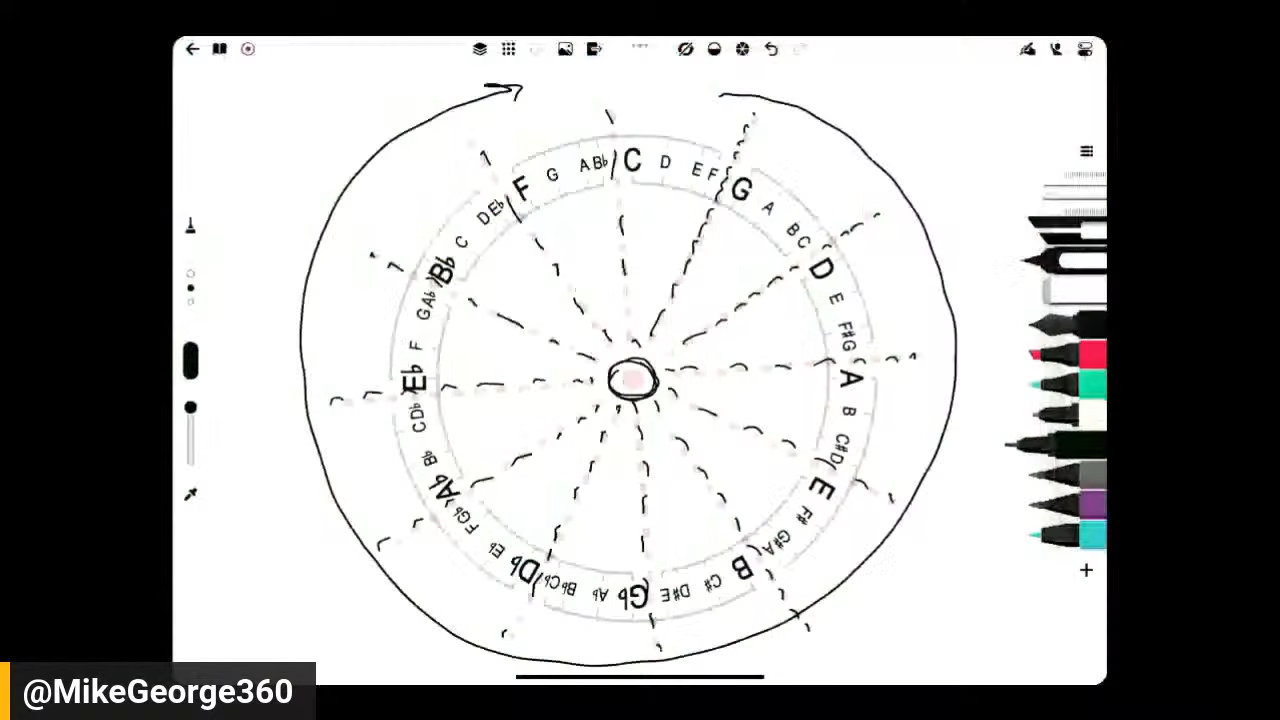 C D E F
G A B C
D E F# G
A B C# D
E F# G# A
B C# D# E
Gb Ab Bb Cb
Db Eb F Gb
Ab Bb C Db
Eb F G Ab
Bb C D Eb
F G A Bb
@MikeGeorge360